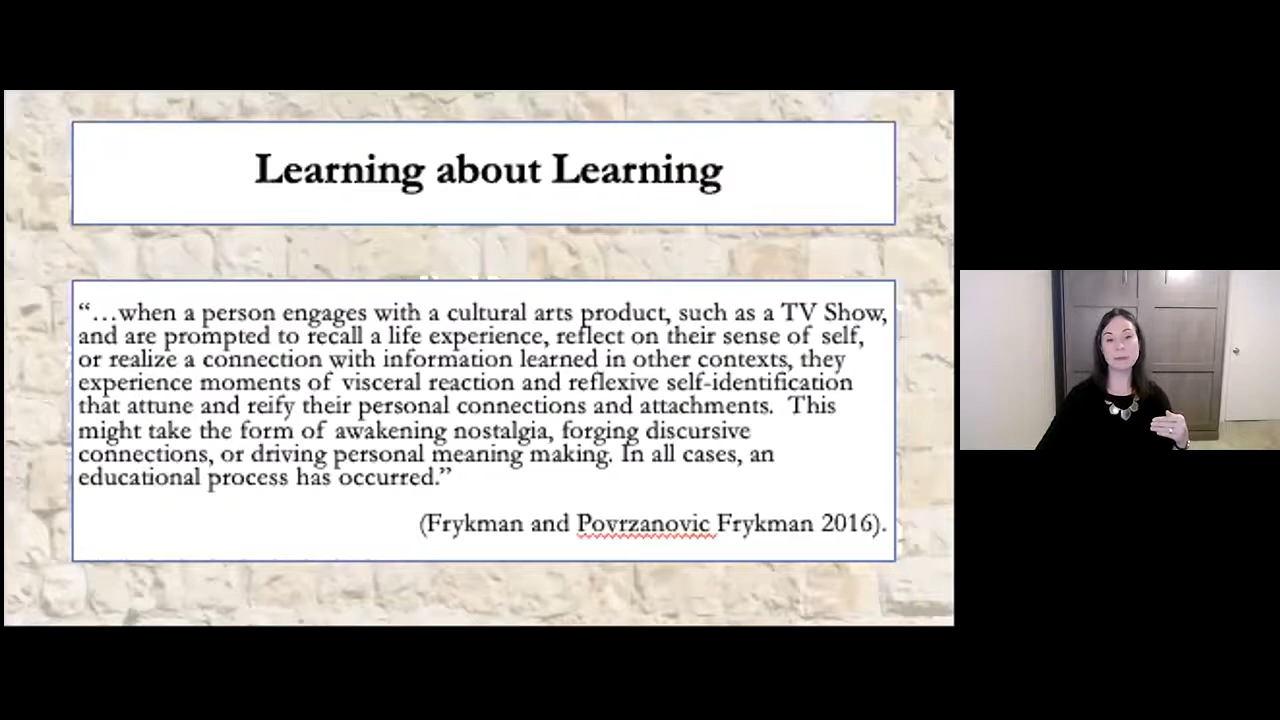 Learning about Learning
“…when a person engages with a cultural arts product, such as a TV Show,
and are prompted to recall a life experience, reflect on their sense of self,
or realize a connection with information learned in other contexts, they
experience moments of visceral reaction and reflexive self-identification
that attune and reify their personal connections and attachments. This
might take the form of awakening nostalgia, forging discursive
connections, or driving personal meaning making. In all cases, an
educational process has occurred.”
(Frykman and Povrzanovic Frykman 2016).